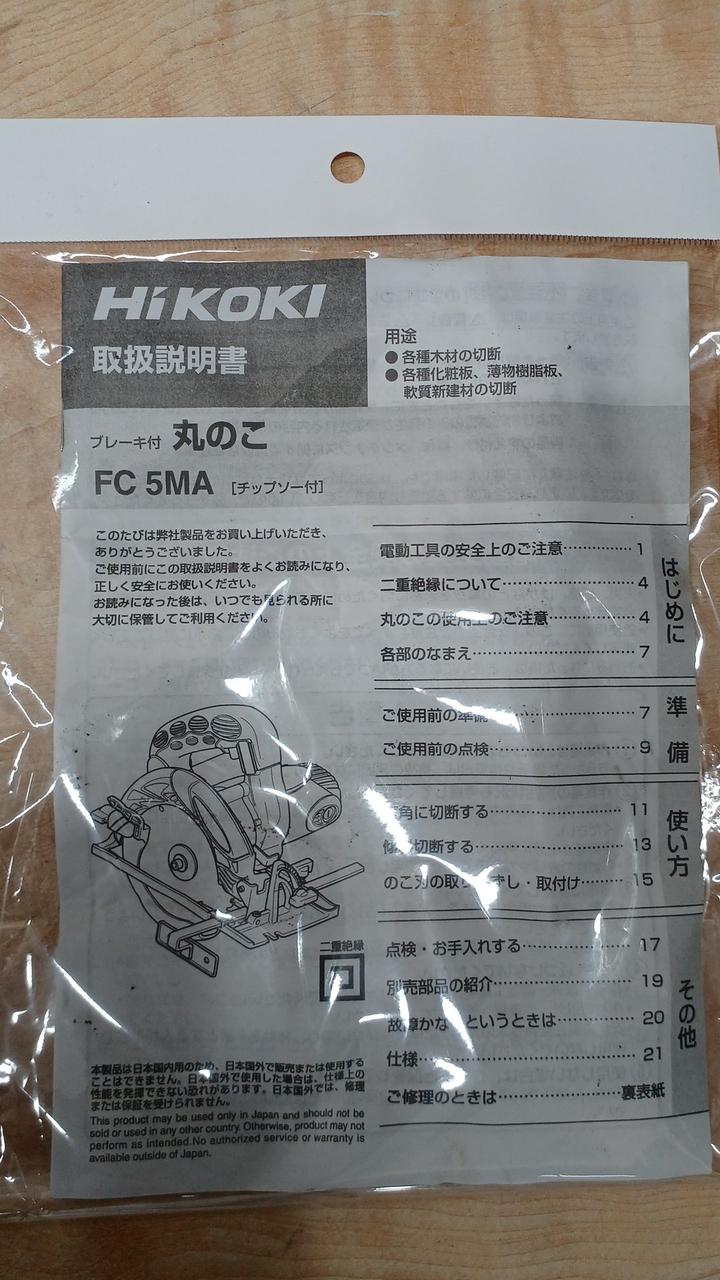 HiKOKI
取扱説明書
用途
●各種木材の切断
●各種化粧板、薄物樹脂板、
軟質新建材の切断
ブレーキ付 丸のこ
FC 5MA [チップソー付]
このたびは弊社製品をお買い上げいただき、
ありがとうございました。
ご使用前にこの取扱説明書をよくお読みになり、
正しく安全にお使いください。
お読みになった後は、いつでも見られる所に
大切に保管してご利用ください。
はじめに
電動工具の安全上のご注意…………1
二重絶縁について…………4
丸のこの使用上のご注意…………4
各部のなまえ…………7
準備
ご使用前の準備…………7
ご使用前の点検…………9
使い方
角に切断する…………11
切断する…………13
のこ刃の取り ずし・取付け…………15
その他
点検・お手入れする…………17
別売部品の紹介…………19
故障かな というときは…………20
仕様…………21
ご修理のときは…………裏表紙
二重絶縁
本製品は日本国内用のため、日本国外で販売または使用する
ことはできません。日本国外で使用した場合は、仕様上の
性能を発揮できない恐れがあります。日本国外では、修理
または保証を受けられません。
This product may be used only in Japan and should not be
sold or used in any other country. Otherwise, product may not
perform as intended.No authorized service or warranty is
available outside of Japan.